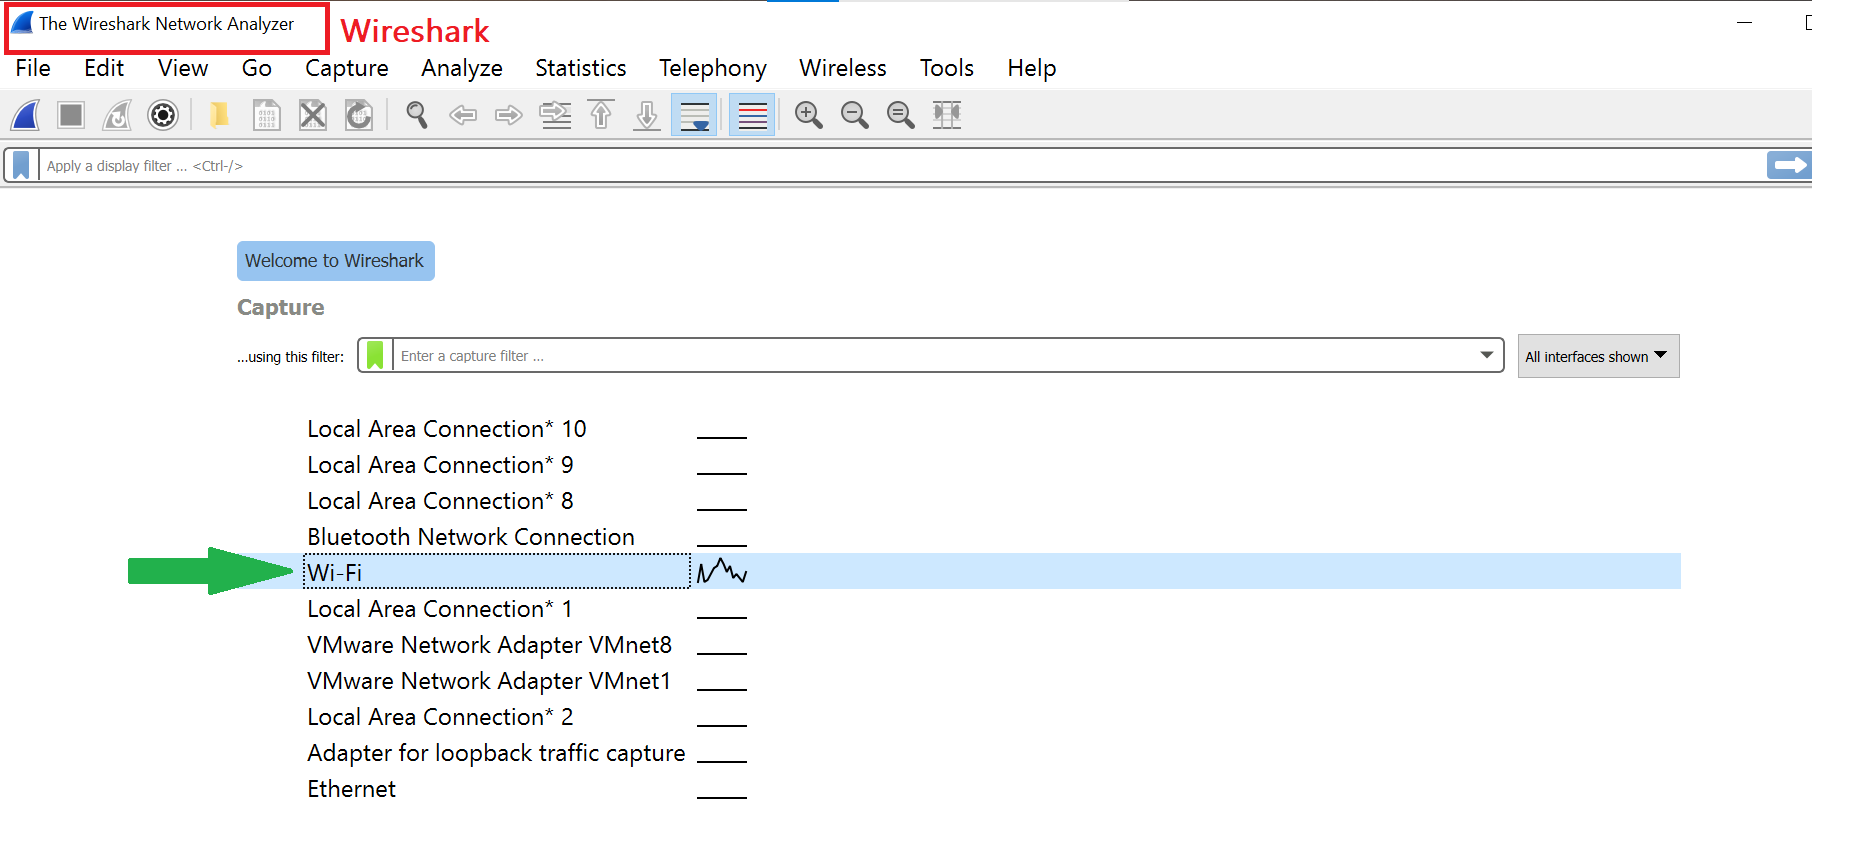 The Wireshark Network Analyzer
Wireshark
File Edit View Go Capture Analyze Statistics Telephony Wireless Tools Help
Apply a display filter ... <Ctrl-/>
Welcome to Wireshark
Capture
...using this filter: Enter a capture filter ... All interfaces shown
Local Area Connection* 10
Local Area Connection* 9
Local Area Connection* 8
Bluetooth Network Connection
Wi-Fi
Local Area Connection* 1
VMware Network Adapter VMnet8
VMware Network Adapter VMnet1
Local Area Connection* 2
Adapter for loopback traffic capture
Ethernet